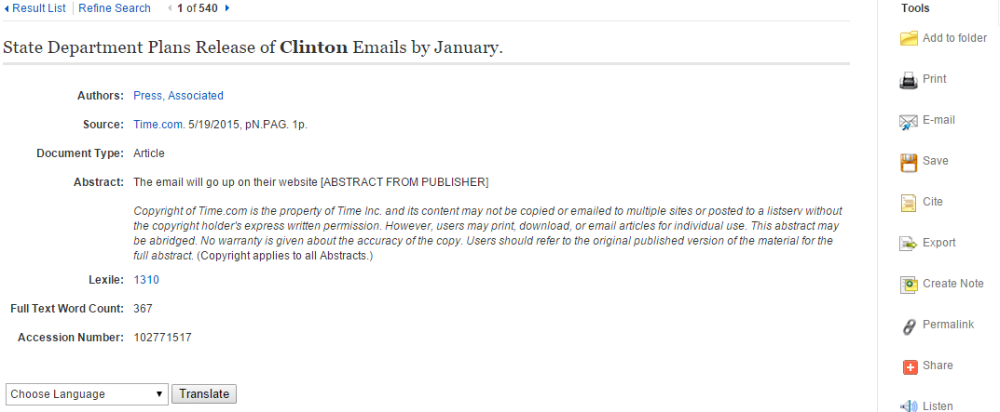 Result List Refine Search 1 of 540
State Department Plans Release of Clinton Emails by January.
Authors: Press, Associated
Source: Time.com. 5/19/2015, pN.PAG. 1p.
Document Type: Article
Abstract: The email will go up on their website [ABSTRACT FROM PUBLISHER]
Copyright of Time.com is the property of Time Inc. and its content may not be copied or emailed to multiple sites or posted to a listserv without
the copyright holder's express written permission. However, users may print, download, or email articles for individual use. This abstract may
be abridged. No warranty is given about the accuracy of the copy. Users should refer to the original published version of the material for the
full abstract. (Copyright applies to all Abstracts.)
Lexile: 1310
Full Text Word Count: 367
Accession Number: 102771517
Choose Language Translate
Tools
Add to folder
Print
E-mail
Save
Cite
Export
Create Note
Permalink
Share
Listen